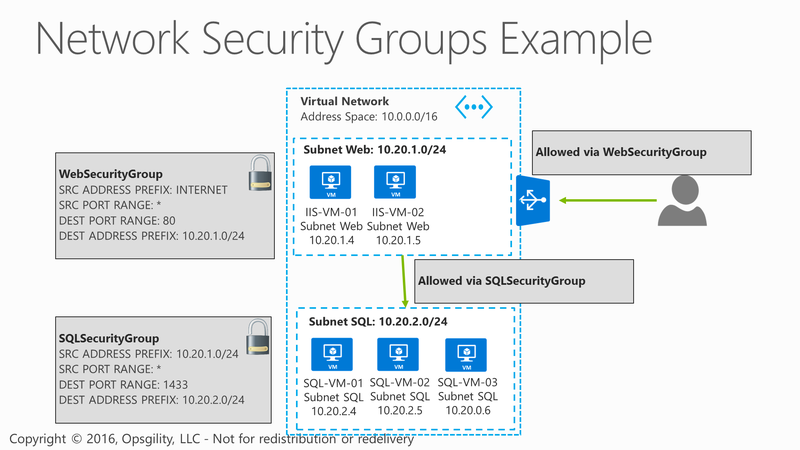 Network Security Groups Example
Virtual Network
Address Space: 10.0.0.0/16
Subnet Web: 10.20.1.0/24
VM
VM
IIS-VM-01
Subnet Web
10.20.1.4
IIS-VM-02
Subnet Web
10.20.1.5
Allowed via WebSecurityGroup
WebSecurityGroup
SRC ADDRESS PREFIX: INTERNET
SRC PORT RANGE: *
DEST PORT RANGE: 80
DEST ADDRESS PREFIX: 10.20.1.0/24
Allowed via SQLSecurityGroup
Subnet SQL: 10.20.2.0/24
VM
VM
VM
SQL-VM-01
Subnet SQL
10.20.2.4
SQL-VM-02
Subnet SQL
10.20.2.5
SQL-VM-03
Subnet SQL
10.20.0.6
SQLSecurityGroup
SRC ADDRESS PREFIX: 10.20.1.0/24
SRC PORT RANGE: *
DEST PORT RANGE: 1433
DEST ADDRESS PREFIX: 10.20.2.0/24
Copyright © 2016, Opsgility, LLC - Not for redistribution or redelivery